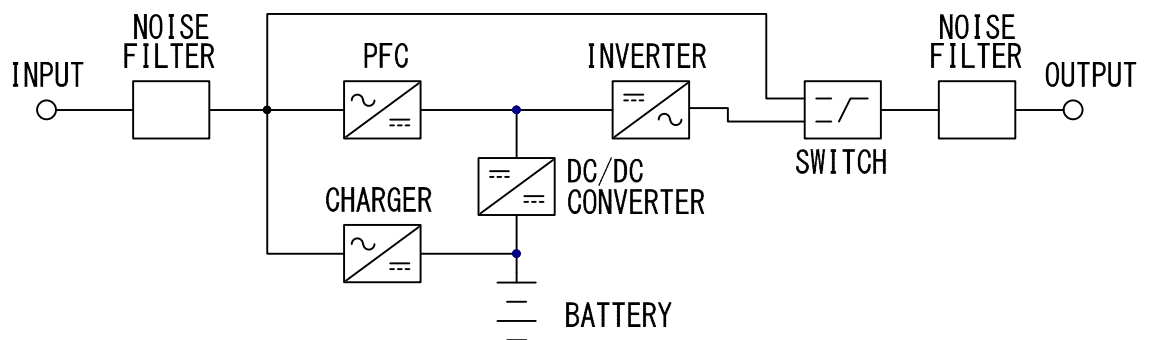 NOISE
FILTER
INPUT
PFC
INVERTER
NOISE
FILTER
OUTPUT
SWITCH
DC/DC
CONVERTER
CHARGER
BATTERY